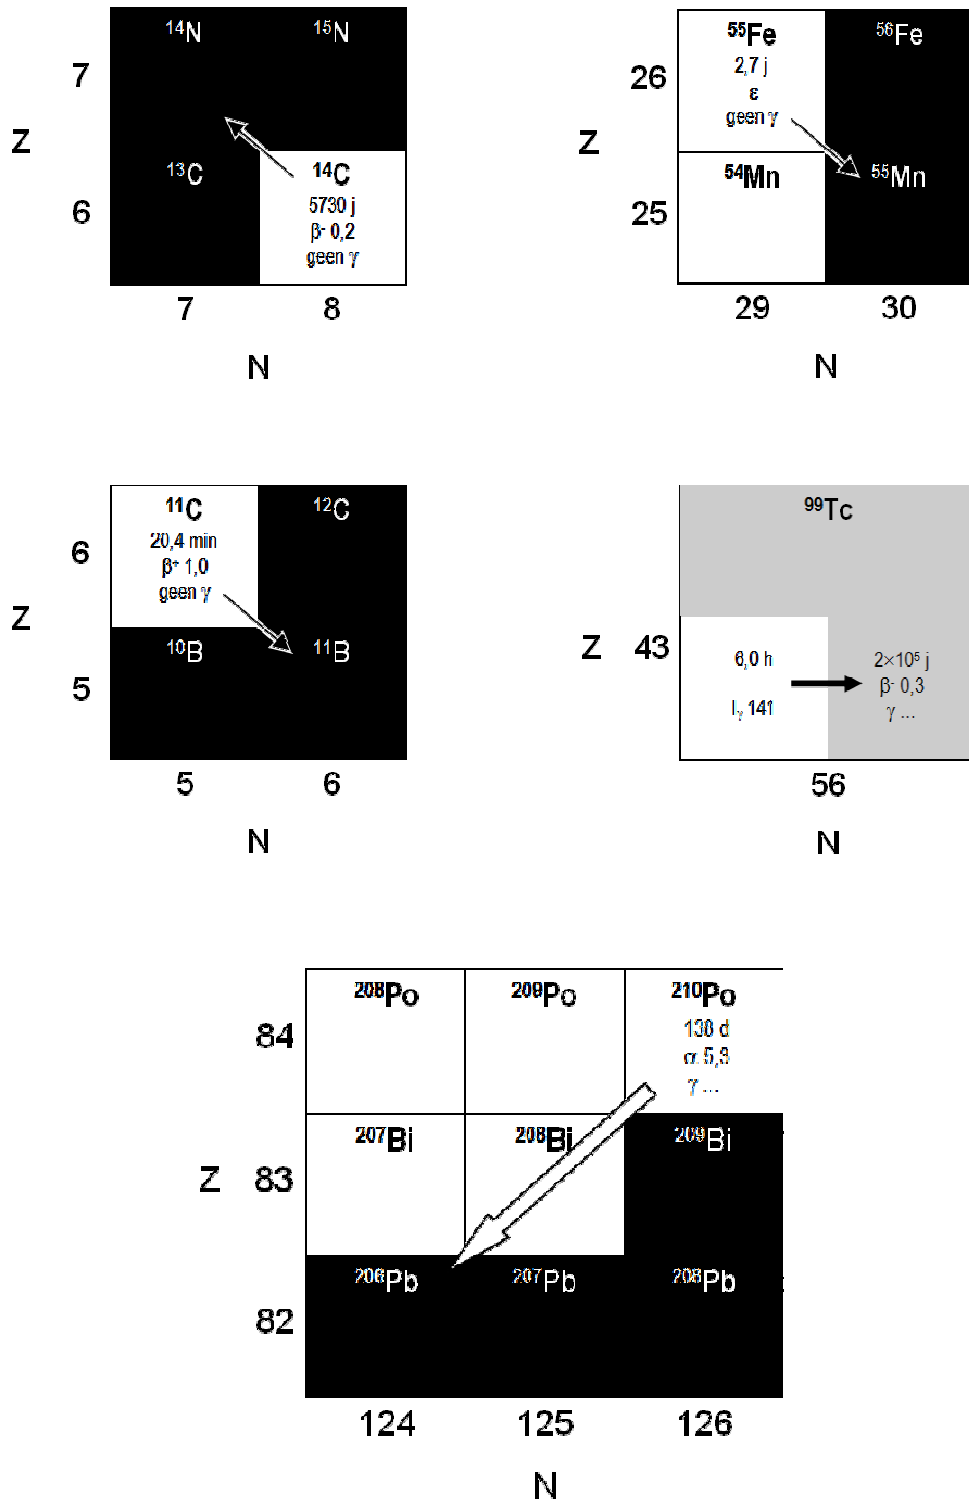 ¹⁴N ¹⁵N
7
Z
¹³C ¹⁴C
5730 j
6
β⁻ 0,2
geen γ
7 8
N
⁵⁵Fe ⁵⁶Fe
2,7 j
26
ε
geen γ
Z
⁵⁴Mn ⁵⁵Mn
25
29 30
N
¹¹C ¹²C
20,4 min
6
β⁺ 1,0
geen γ
Z
¹⁰B ¹¹B
5
5 6
N
⁹⁹Tc
Z 43
6,0 h 2×10⁵ j
β⁻ 0,3
Iγ 141
γ ...
56
N
²⁰⁸Po ²⁰⁹Po ²¹⁰Po
84
138 d
α 5,3
γ ...
²⁰⁷Bi ²⁰⁸Bi ²⁰⁹Bi
Z 83
²⁰⁶Pb ²⁰⁷Pb ²⁰⁸Pb
82
124 125 126
N